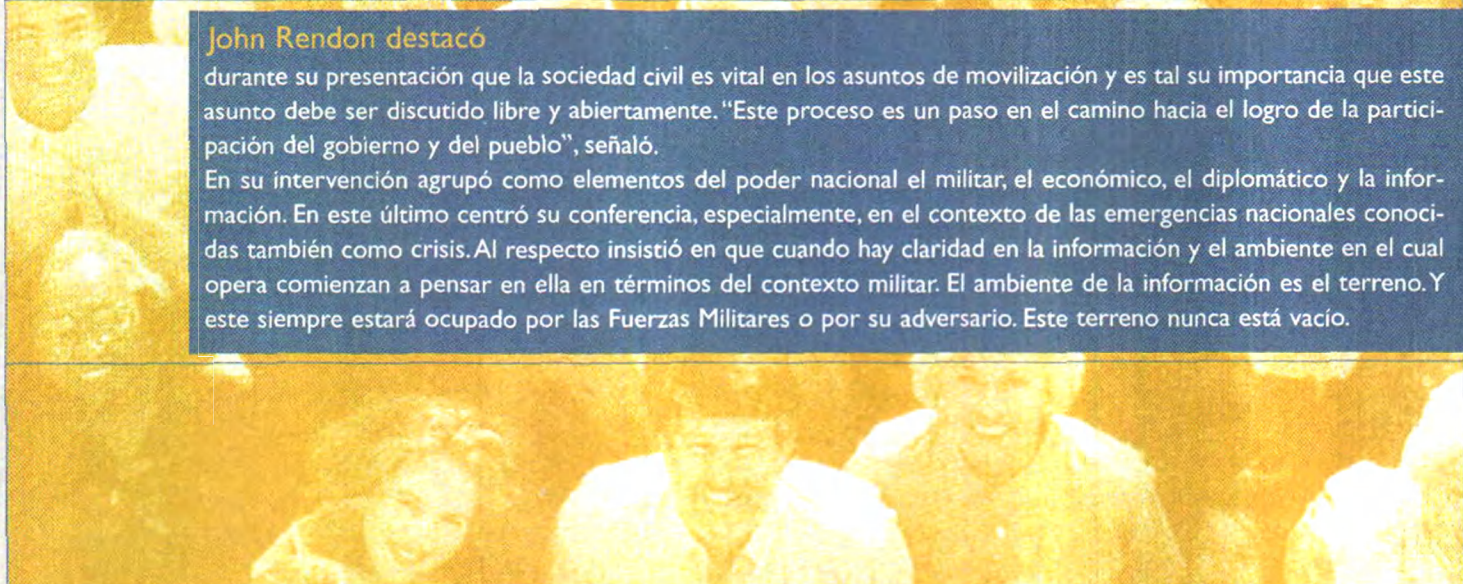 John Rendon destacó
durante su presentación que la sociedad civil es vital en los asuntos de movilización y es tal su importancia que este
asunto debe ser discutido libre y abiertamente. “Este proceso es un paso en el camino hacia el logro de la partici-
pación del gobierno y del pueblo”, señaló.
En su intervención agrupó como elementos del poder nacional el militar, el económico, el diplomático y la infor-
mación. En este último centró su conferencia, especialmente, en el contexto de las emergencias nacionales conoci-
das también como crisis. Al respecto insistió en que cuando hay claridad en la información y el ambiente en el cual
opera comienzan a pensar en ella en términos del contexto militar. El ambiente de la información es el terreno. Y
este siempre estará ocupado por las Fuerzas Militares o por su adversario. Este terreno nunca está vacío.